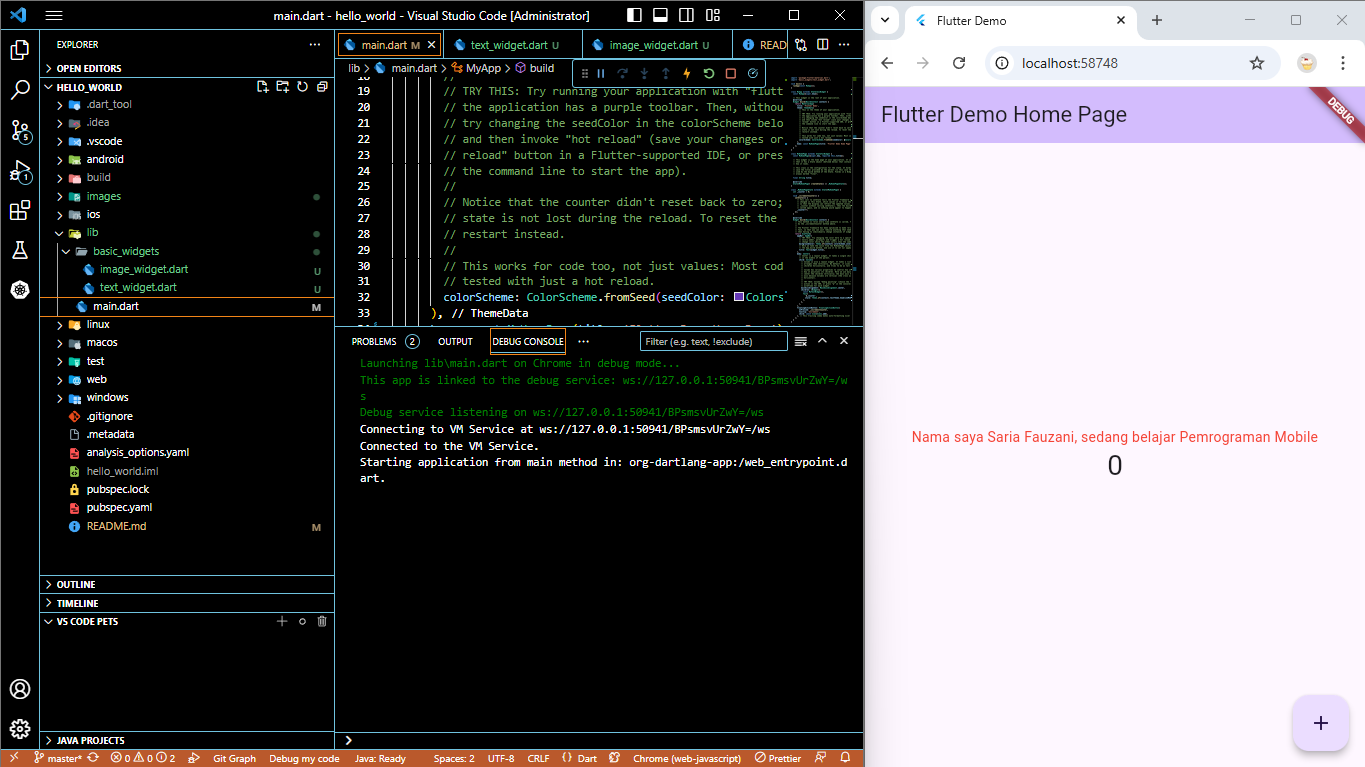 main.dart - hello_world - Visual Studio Code [Administrator]
EXPLORER
OPEN EDITORS
HELLO_WORLD
.dart_tool
.idea
.vscode
android
build
images
ios
lib
basic_widgets
image_widget.dart U
text_widget.dart U
main.dart M
linux
macos
test
web
windows
.gitignore
.metadata
analysis_options.yaml
hello_world.iml
pubspec.lock
pubspec.yaml
README.md M
OUTLINE
TIMELINE
VS CODE PETS
JAVA PROJECTS
5
1
main.dart M
text_widget.dart U
image_widget.dart U
READ
lib > main.dart > MyApp > build
18 //
19 // TRY THIS: Try running your application with "flutt
20 // the application has a purple toolbar. Then, withou
21 // try changing the seedColor in the colorScheme belo
22 // and then invoke "hot reload" (save your changes or
23 // reload" button in a Flutter-supported IDE, or pres
24 // the command line to start the app).
25 //
26 // Notice that the counter didn't reset back to zero;
27 // state is not lost during the reload. To reset the
28 // restart instead.
29 //
30 // This works for code too, not just values: Most cod
31 // tested with just a hot reload.
32 colorScheme: ColorScheme.fromSeed(seedColor: Colors
33 ), // ThemeData
PROBLEMS 2 OUTPUT DEBUG CONSOLE
Filter (e.g. text, !exclude)
Launching lib\main.dart on Chrome in debug mode...
This app is linked to the debug service: ws://127.0.0.1:50941/BPsmsvUrZwY=/w
s
Debug service listening on ws://127.0.0.1:50941/BPsmsvUrZwY=/ws
Connecting to VM Service at ws://127.0.0.1:50941/BPsmsvUrZwY=/ws
Connected to the VM Service.
Starting application from main method in: org-dartlang-app:/web_entrypoint.d
art.
master* 0 0 2 Git Graph Debug my code Java: Ready Spaces: 2 UTF-8 CRLF {} Dart Chrome (web-javascript) Prettier
Flutter Demo
localhost:58748
Flutter Demo Home Page
DEBUG
Nama saya Saria Fauzani, sedang belajar Pemrograman Mobile
0